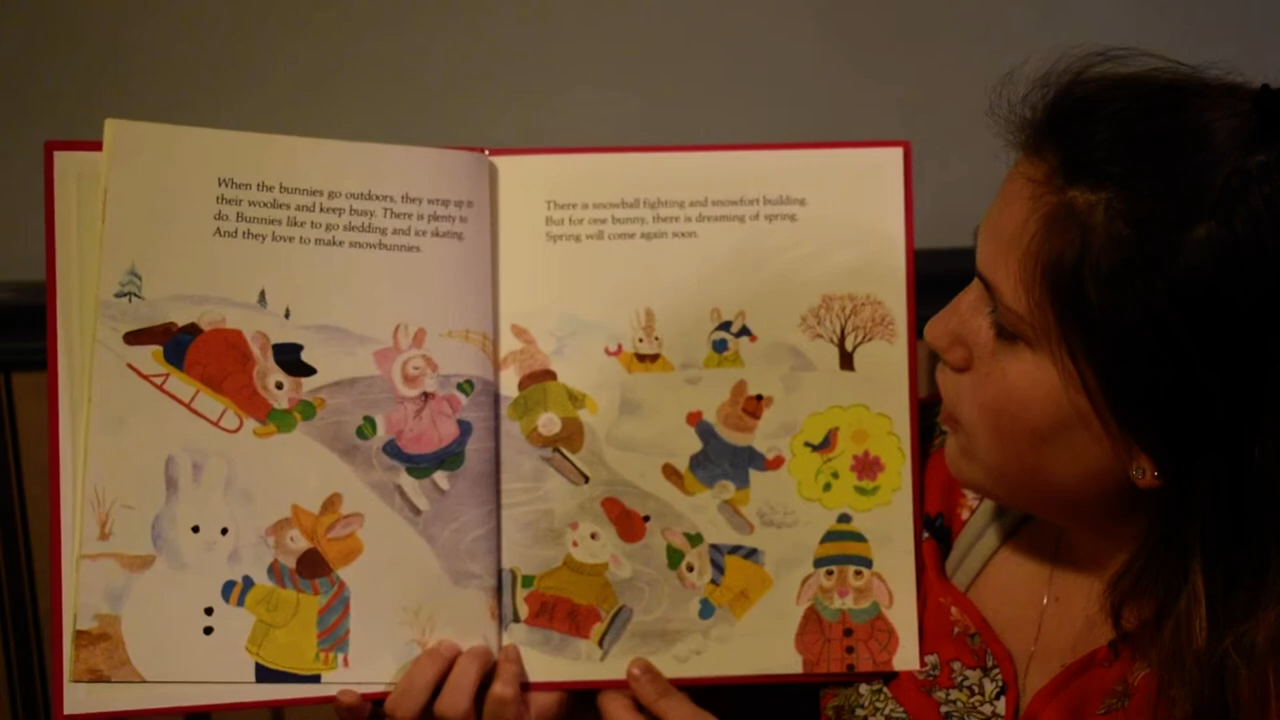 When the bunnies go outdoors, they wrap up in
their woolies and keep busy. There is plenty to
do. Bunnies like to go sledding and ice skating.
And they love to make snowbunnies.
There is snowball fighting and snowfort building.
But for one bunny, there is dreaming of spring.
Spring will come again soon.